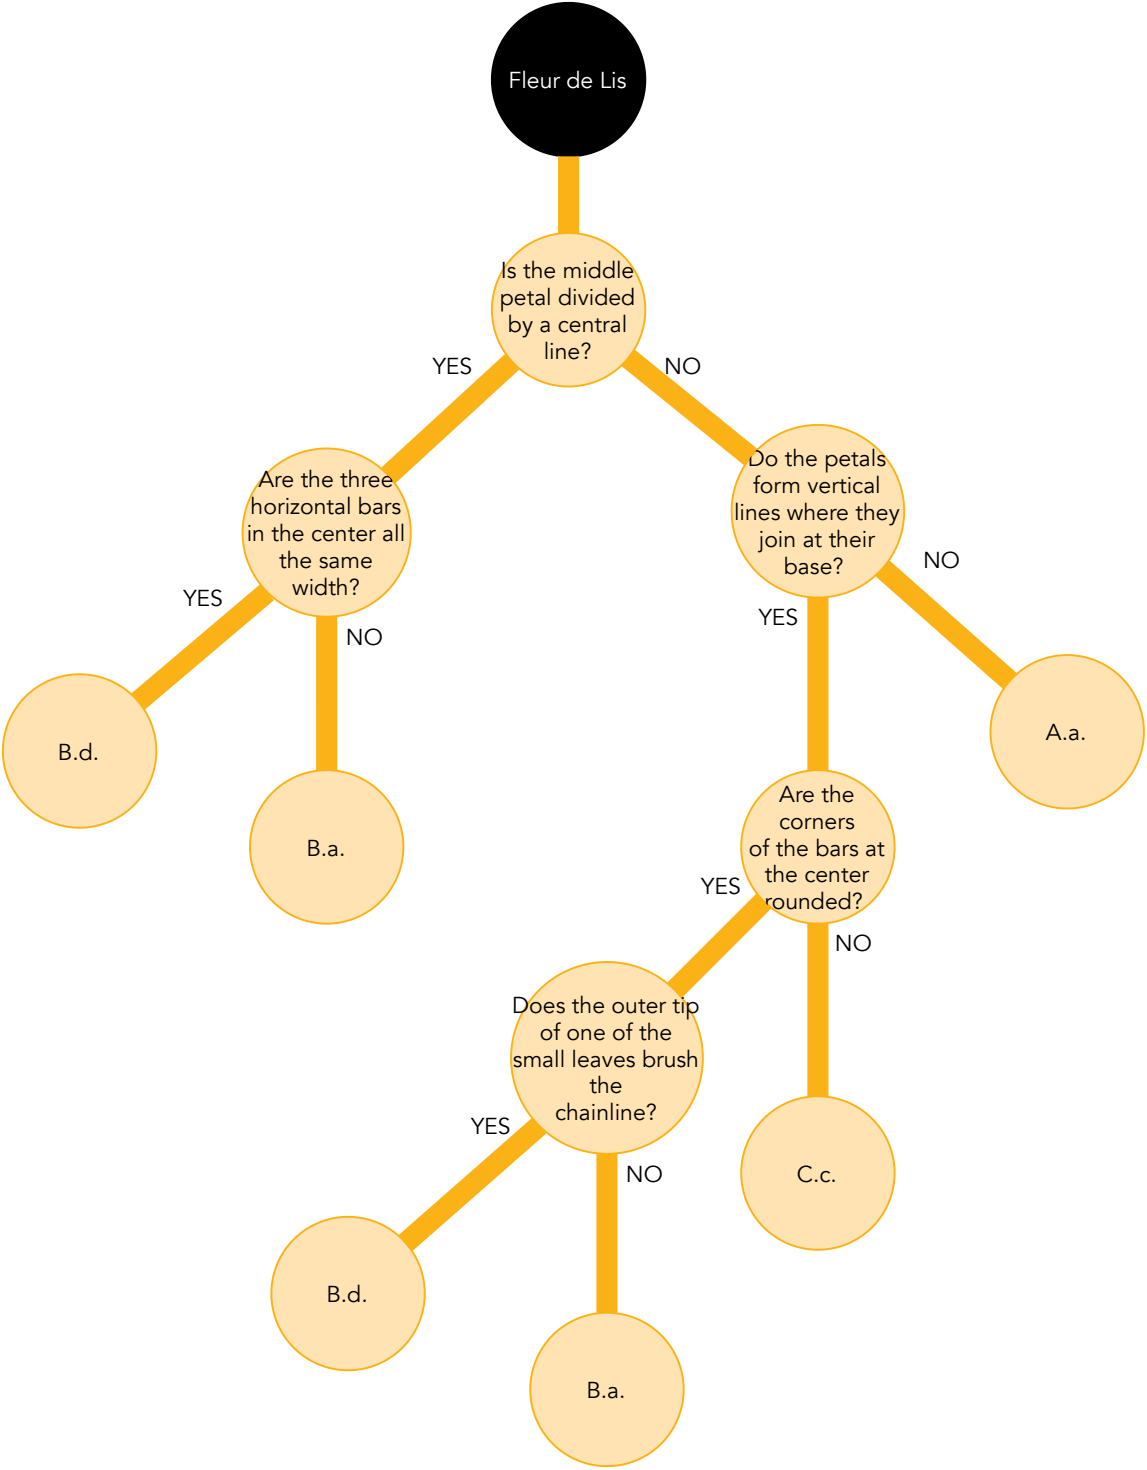 Fleur de Lis
Is the middle
petal divided
by a central
line?
YES
NO
Are the three
horizontal bars
in the center all
the same
width?
Do the petals
form vertical
lines where they
join at their
base?
YES
NO
YES
NO
B.d.
B.a.
A.a.
Are the
corners
of the bars at
the center
rounded?
YES
NO
Does the outer tip
of one of the
small leaves brush
the
chainline?
C.c.
YES
NO
B.d.
B.a.